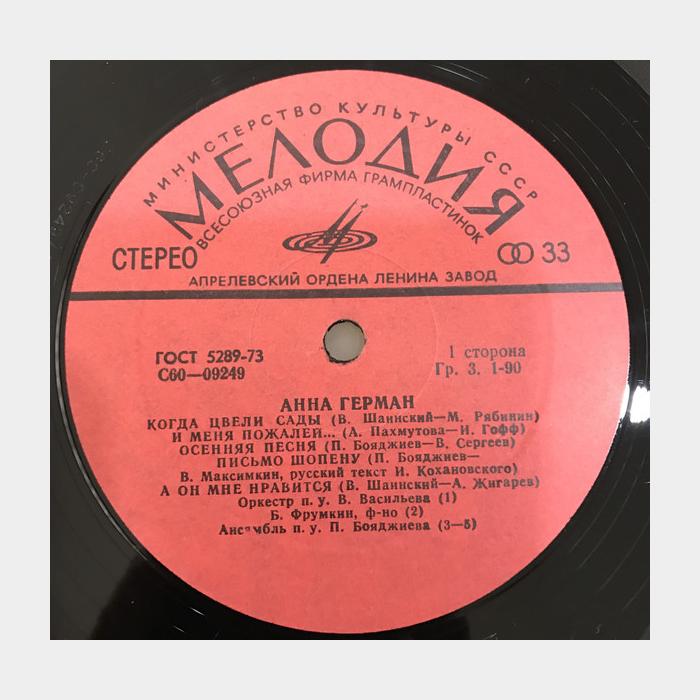 МИНИСТЕРСТВО КУЛЬТУРЫ СССР
МЕЛОДИЯ
ВСЕСОЮЗНАЯ ФИРМА ГРАМПЛАСТИНОК
СТЕРЕО
33
АПРЕЛЕВСКИЙ ОРДЕНА ЛЕНИНА ЗАВОД
ГОСТ 5289-73
С60—09249
1 сторона
Гр. 3. 1-90
АННА ГЕРМАН
КОГДА ЦВЕЛИ САДЫ (В. Шаинский—М. Рябинин)
И МЕНЯ ПОЖАЛЕЙ... (А. Пахмутова—И. Гофф)
ОСЕННЯЯ ПЕСНЯ (П. Бояджиев—В. Сергеев)
ПИСЬМО ШОПЕНУ (П. Бояджиев—
В. Максимкин, русский текст И. Кохановского)
А ОН МНЕ НРАВИТСЯ (В. Шаинский—А. Жигарев)
Оркестр п. у. В. Васильева (1)
Б. Фрумкин, ф-но (2)
Ансамбль п. у. П. Бояджиева (3—5)